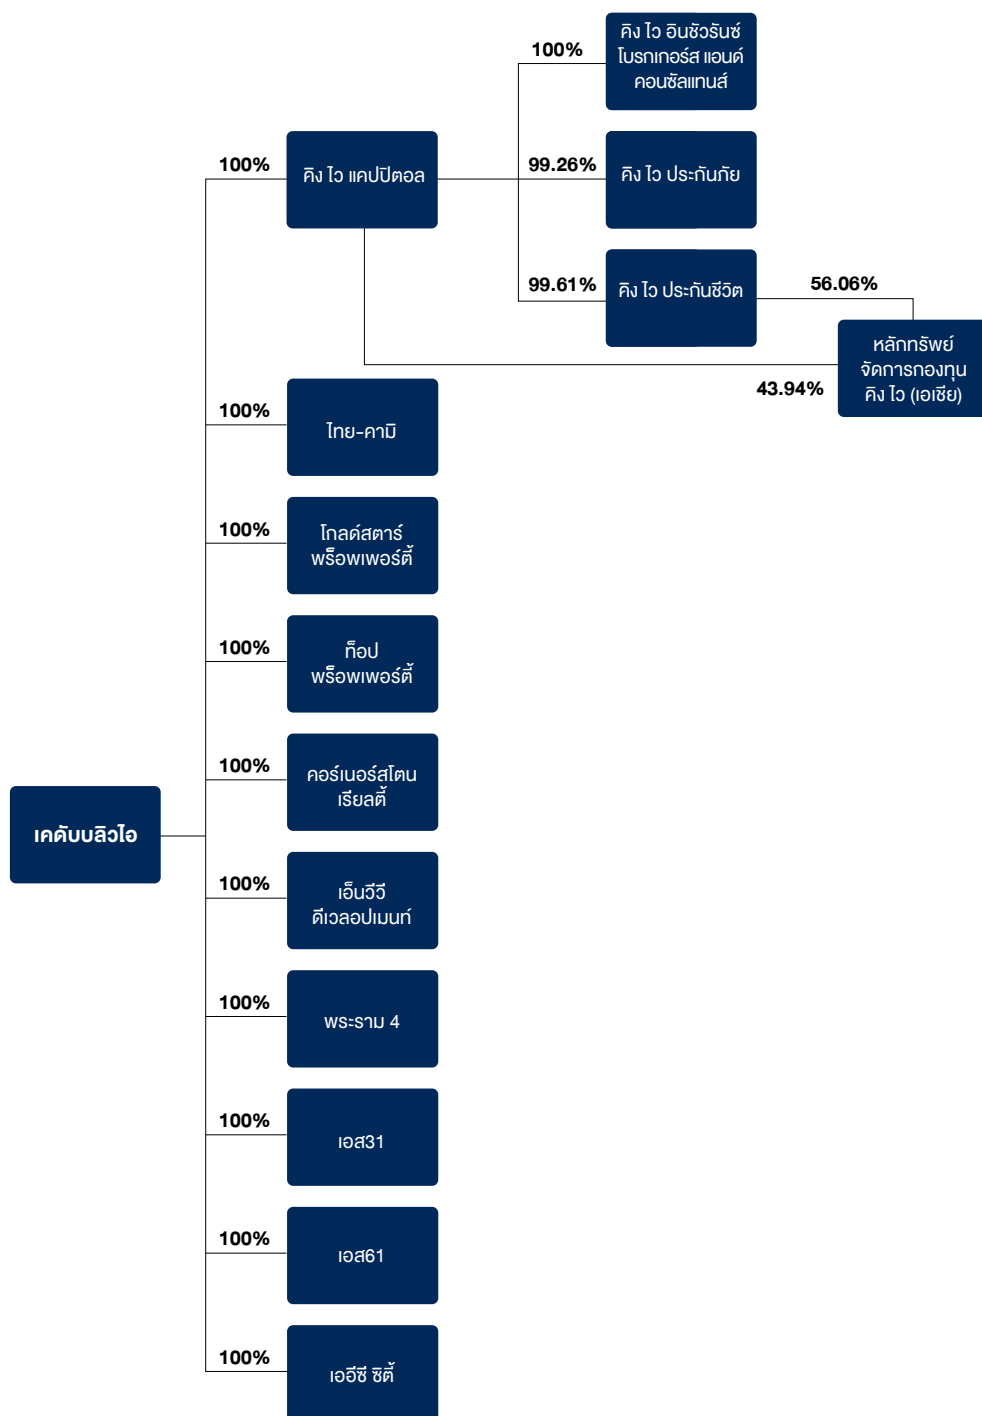 100%
คิง ไว อินชัวรันซ์
โบรกเกอร์ส แอนด์
คอนซัลแทนส์
100%
คิง ไว แคปปิตอล
99.26%
คิง ไว ประกันภัย
99.61%
คิง ไว ประกันชีวิต
56.06%
43.94%
หลักทรัพย์
จัดการกองทุน
คิง ไว (เอเชีย)
100%
ไทย-คามิ
100%
โกลด์สตาร์
พร็อพเพอร์ตี้
100%
ท็อป
พร็อพเพอร์ตี้
100%
คอร์เนอร์สโตน
เรียลตี้
เคดับบลิวไอ
100%
เอ็นวีวี
ดีเวลอปเมนท์
100%
พระราม 4
100%
เอส31
100%
เอส61
100%
เออีซี ซิตี้